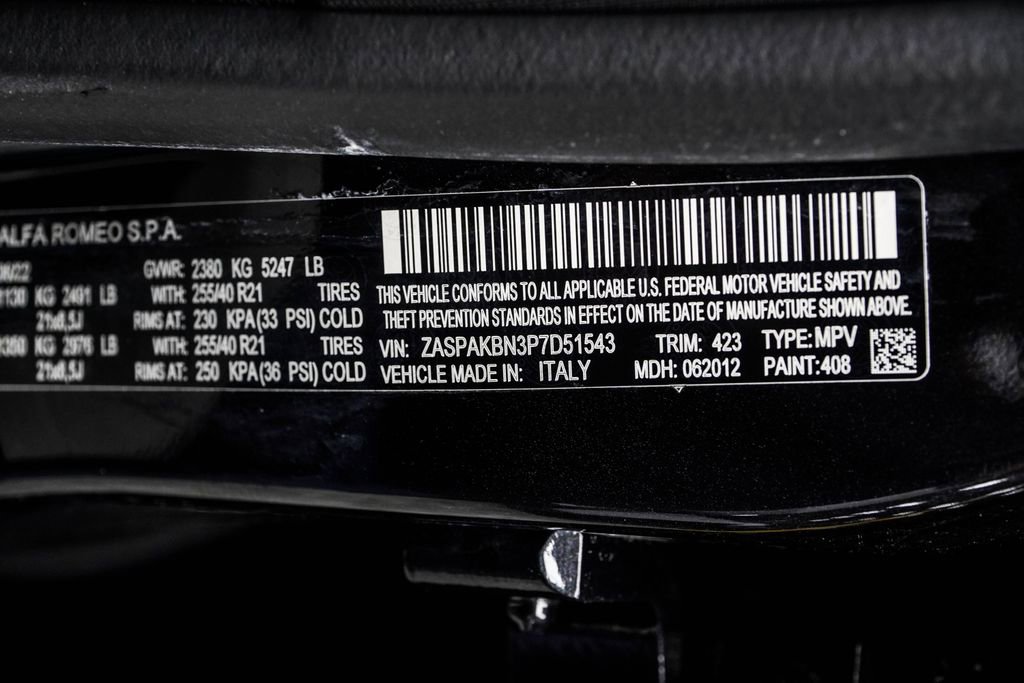 ALFA ROMEO S.P.A.
GVWR: 2380 KG 5247 LB
KG 2491 LB WITH: 255/40 R21 TIRES
21x8,5J RIMS AT: 230 KPA(33 PSI) COLD
KG 2976 LB WITH: 255/40 R21 TIRES
21x8,5J RIMS AT: 250 KPA(36 PSI) COLD
THIS VEHICLE CONFORMS TO ALL APPLICABLE U.S. FEDERAL MOTOR VEHICLE SAFETY AND
THEFT PREVENTION STANDARDS IN EFFECT ON THE DATE OF MANUFACTURE SHOWN ABOVE.
VIN: ZASPAKBN3P7D51543 TRIM: 423 TYPE: MPV
VEHICLE MADE IN: ITALY MDH: 062012 PAINT:408